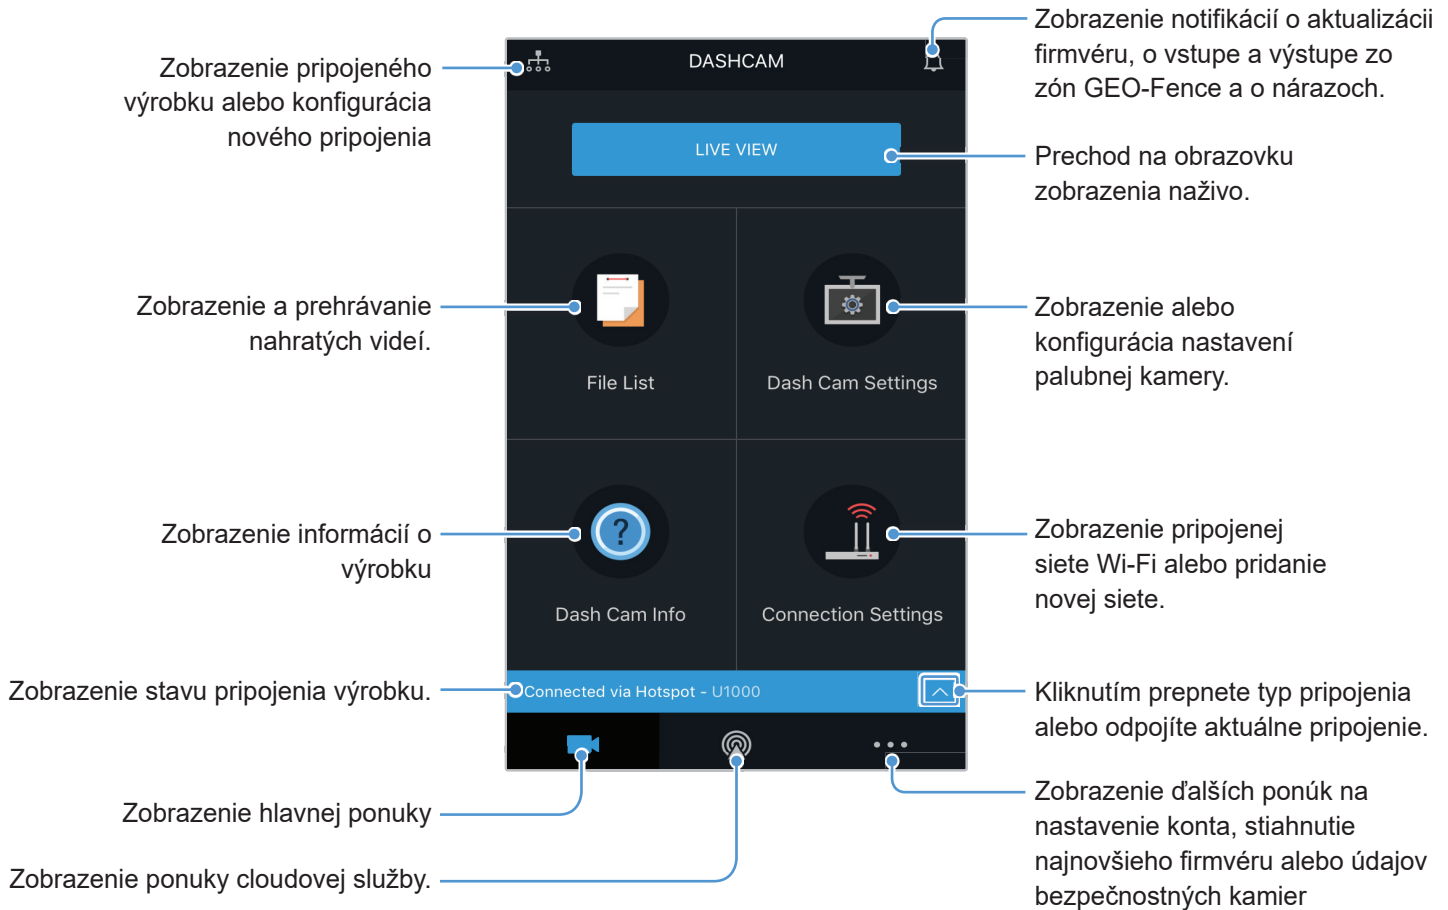 Zobrazenie pripojeného
výrobku alebo konfigurácia
nového pripojenia
Zobrazenie a prehrávanie
nahratých videí.
Zobrazenie informácií o
výrobku
Zobrazenie stavu pripojenia výrobku.
Zobrazenie hlavnej ponuky
Zobrazenie ponuky cloudovej služby.
DASHCAM
LIVE VIEW
File List
Dash Cam Settings
Dash Cam Info
Connection Settings
Connected via Hotspot - U1000
Zobrazenie notifikácií o aktualizácii
firmvéru, o vstupe a výstupe zo
zón GEO-Fence a o nárazoch.
Prechod na obrazovku
zobrazenia naživo.
Zobrazenie alebo
konfigurácia nastavení
palubnej kamery.
Zobrazenie pripojenej
siete Wi-Fi alebo pridanie
novej siete.
Kliknutím prepnete typ pripojenia
alebo odpojíte aktuálne pripojenie.
Zobrazenie ďalších ponúk na
nastavenie konta, stiahnutie
najnovšieho firmvéru alebo údajov
bezpečnostných kamier